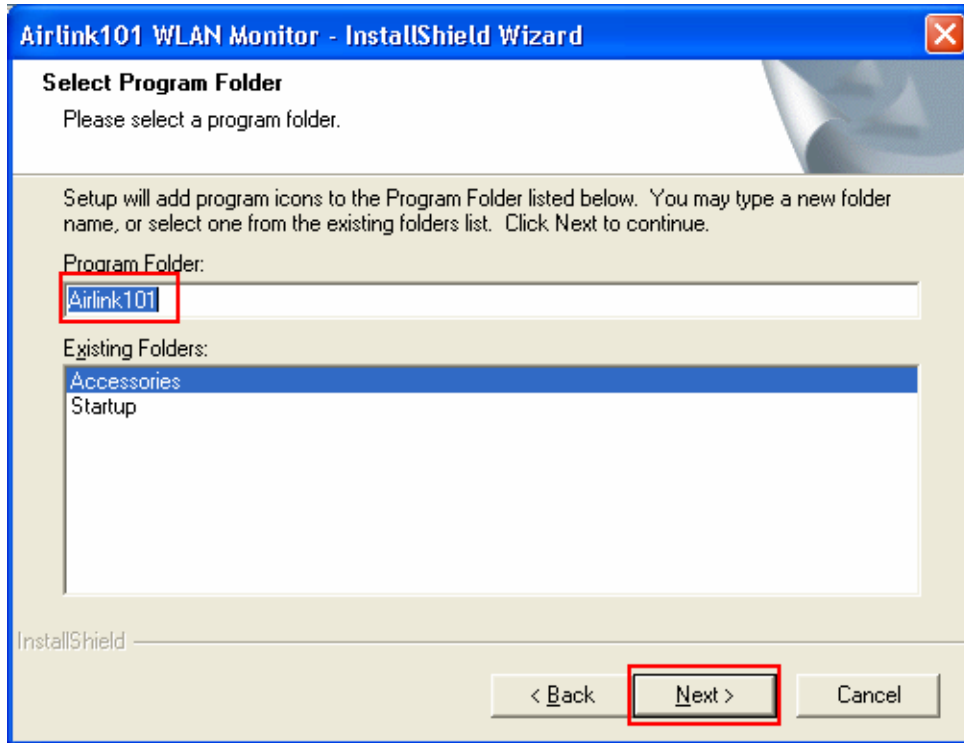 Airlink101 WLAN Monitor - InstallShield Wizard
Select Program Folder
Please select a program folder.
Setup will add program icons to the Program Folder listed below. You may type a new folder
name, or select one from the existing folders list. Click Next to continue.
Program Folder:
Airlink101
Existing Folders:
Accessories
Startup
InstallShield
< Back
Next >
Cancel